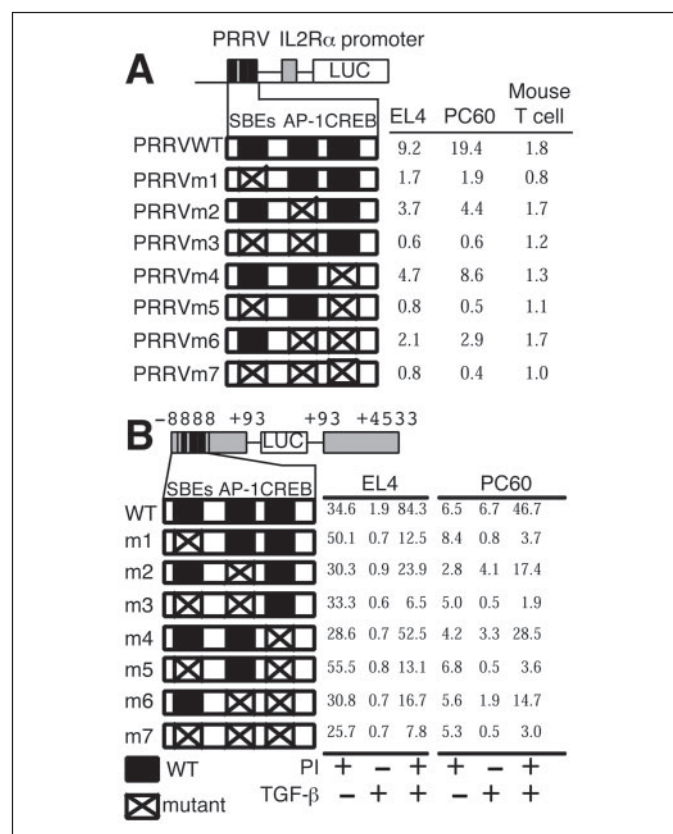 PRRV IL2Rα promoter
A
LUC
Mouse
SBEs AP-1 CREB EL4 PC60 T cell
PRRVWT 9.2 19.4 1.8
PRRVm1 1.7 1.9 0.8
PRRVm2 3.7 4.4 1.7
PRRVm3 0.6 0.6 1.2
PRRVm4 4.7 8.6 1.3
PRRVm5 0.8 0.5 1.1
PRRVm6 2.1 2.9 1.7
PRRVm7 0.8 0.4 1.0
-8888 +93 +93 +4533
B LUC
SBEs AP-1 CREB EL4 PC60
WT 34.6 1.9 84.3 6.5 6.7 46.7
m1 50.1 0.7 12.5 8.4 0.8 3.7
m2 30.3 0.9 23.9 2.8 4.1 17.4
m3 33.3 0.6 6.5 5.0 0.5 1.9
m4 28.6 0.7 52.5 4.2 3.3 28.5
m5 55.5 0.8 13.1 6.8 0.5 3.6
m6 30.8 0.7 16.7 5.6 1.9 14.7
m7 25.7 0.7 7.8 5.3 0.5 3.0
WT PI + − + + − +
mutant TGF-β − + + − + +